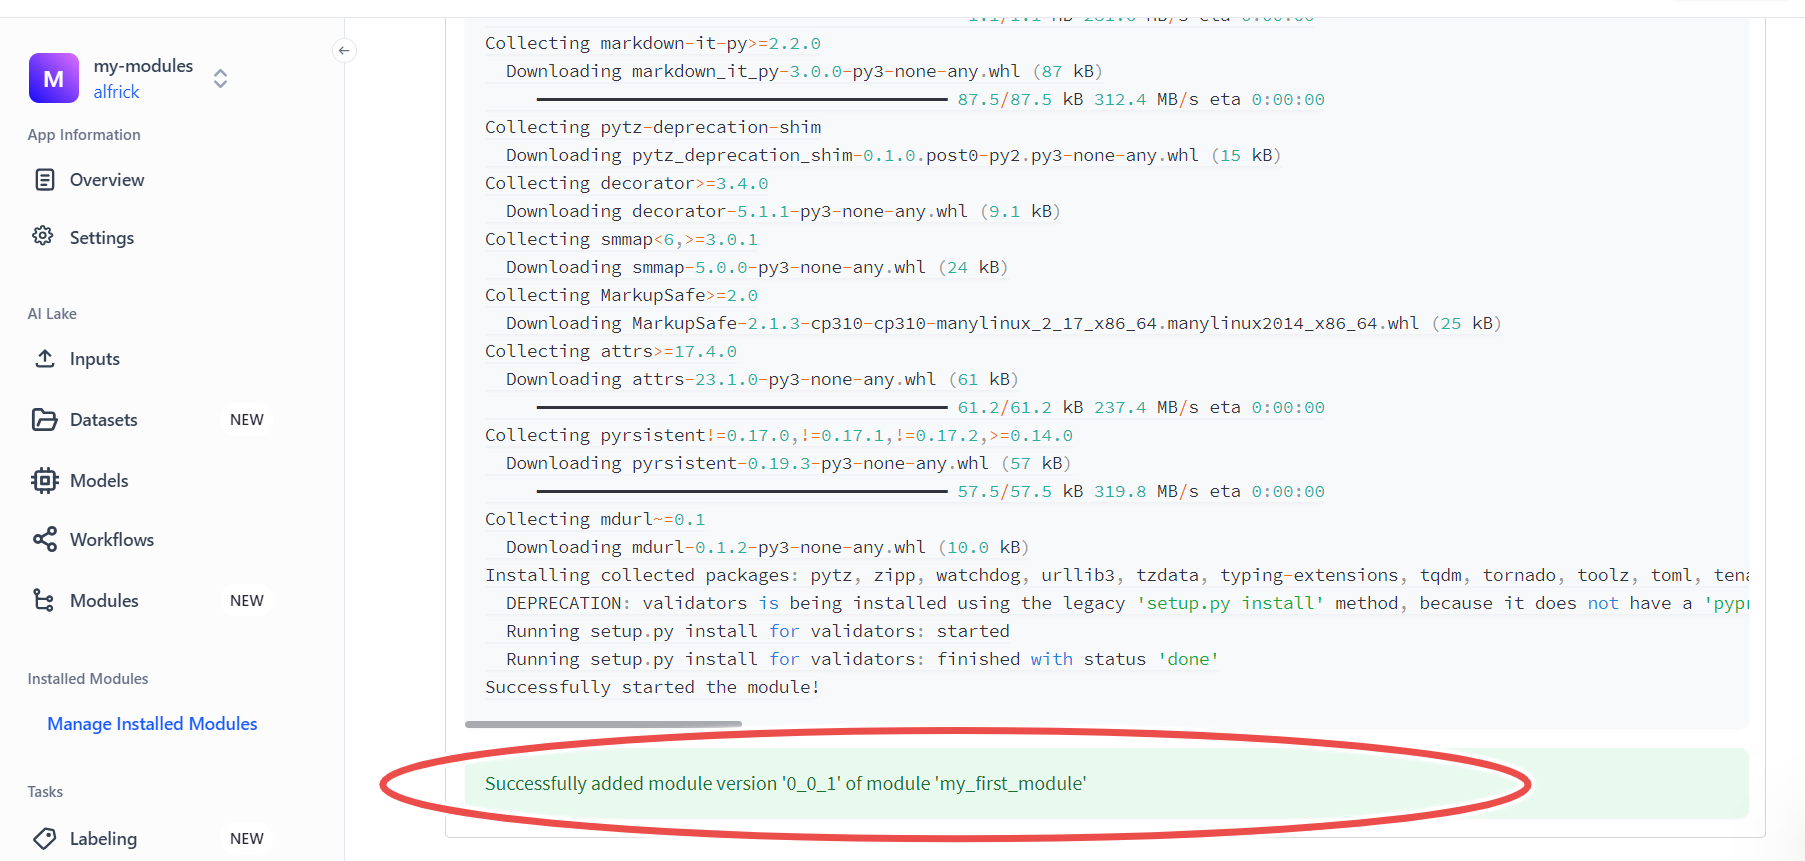 M
my-modules
alfrick
App Information
Overview
Settings
AI Lake
Inputs
Datasets NEW
Models
Workflows
Modules NEW
Installed Modules
Manage Installed Modules
Tasks
Labeling NEW
Collecting markdown-it-py>=2.2.0
Downloading markdown_it_py-3.0.0-py3-none-any.whl (87 kB)
87.5/87.5 kB 312.4 MB/s eta 0:00:00
Collecting pytz-deprecation-shim
Downloading pytz_deprecation_shim-0.1.0.post0-py2.py3-none-any.whl (15 kB)
Collecting decorator>=3.4.0
Downloading decorator-5.1.1-py3-none-any.whl (9.1 kB)
Collecting smmap<6,>=3.0.1
Downloading smmap-5.0.0-py3-none-any.whl (24 kB)
Collecting MarkupSafe>=2.0
Downloading MarkupSafe-2.1.3-cp310-cp310-manylinux_2_17_x86_64.manylinux2014_x86_64.whl (25 kB)
Collecting attrs>=17.4.0
Downloading attrs-23.1.0-py3-none-any.whl (61 kB)
61.2/61.2 kB 237.4 MB/s eta 0:00:00
Collecting pyrsistent!=0.17.0,!=0.17.1,!=0.17.2,>=0.14.0
Downloading pyrsistent-0.19.3-py3-none-any.whl (57 kB)
57.5/57.5 kB 319.8 MB/s eta 0:00:00
Collecting mdurl~=0.1
Downloading mdurl-0.1.2-py3-none-any.whl (10.0 kB)
Installing collected packages: pytz, zipp, watchdog, urllib3, tzdata, typing-extensions, tqdm, tornado, toolz, toml, tena
DEPRECATION: validators is being installed using the legacy 'setup.py install' method, because it does not have a 'pypr
Running setup.py install for validators: started
Running setup.py install for validators: finished with status 'done'
Successfully started the module!
Successfully added module version '0_0_1' of module 'my_first_module'